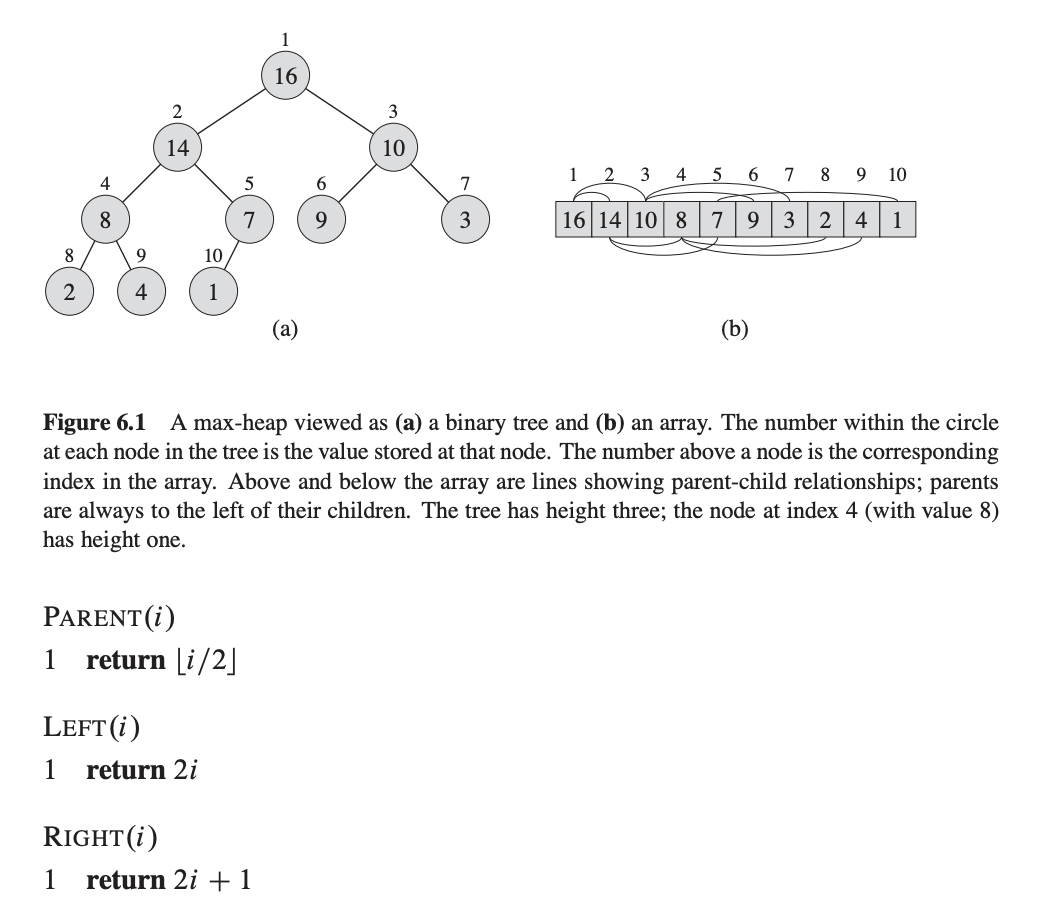 1
16
2 3
14 10
4 5 6 7
8 7 9 3
8 9 10
2 4 1
(a)
1 2 3 4 5 6 7 8 9 10
16 14 10 8 7 9 3 2 4 1
(b)
Figure 6.1 A max-heap viewed as (a) a binary tree and (b) an array. The number within the circle
at each node in the tree is the value stored at that node. The number above a node is the corresponding
index in the array. Above and below the array are lines showing parent-child relationships; parents
are always to the left of their children. The tree has height three; the node at index 4 (with value 8)
has height one.
PARENT(i)
1 return ⌊i/2⌋
LEFT(i)
1 return 2i
RIGHT(i)
1 return 2i + 1